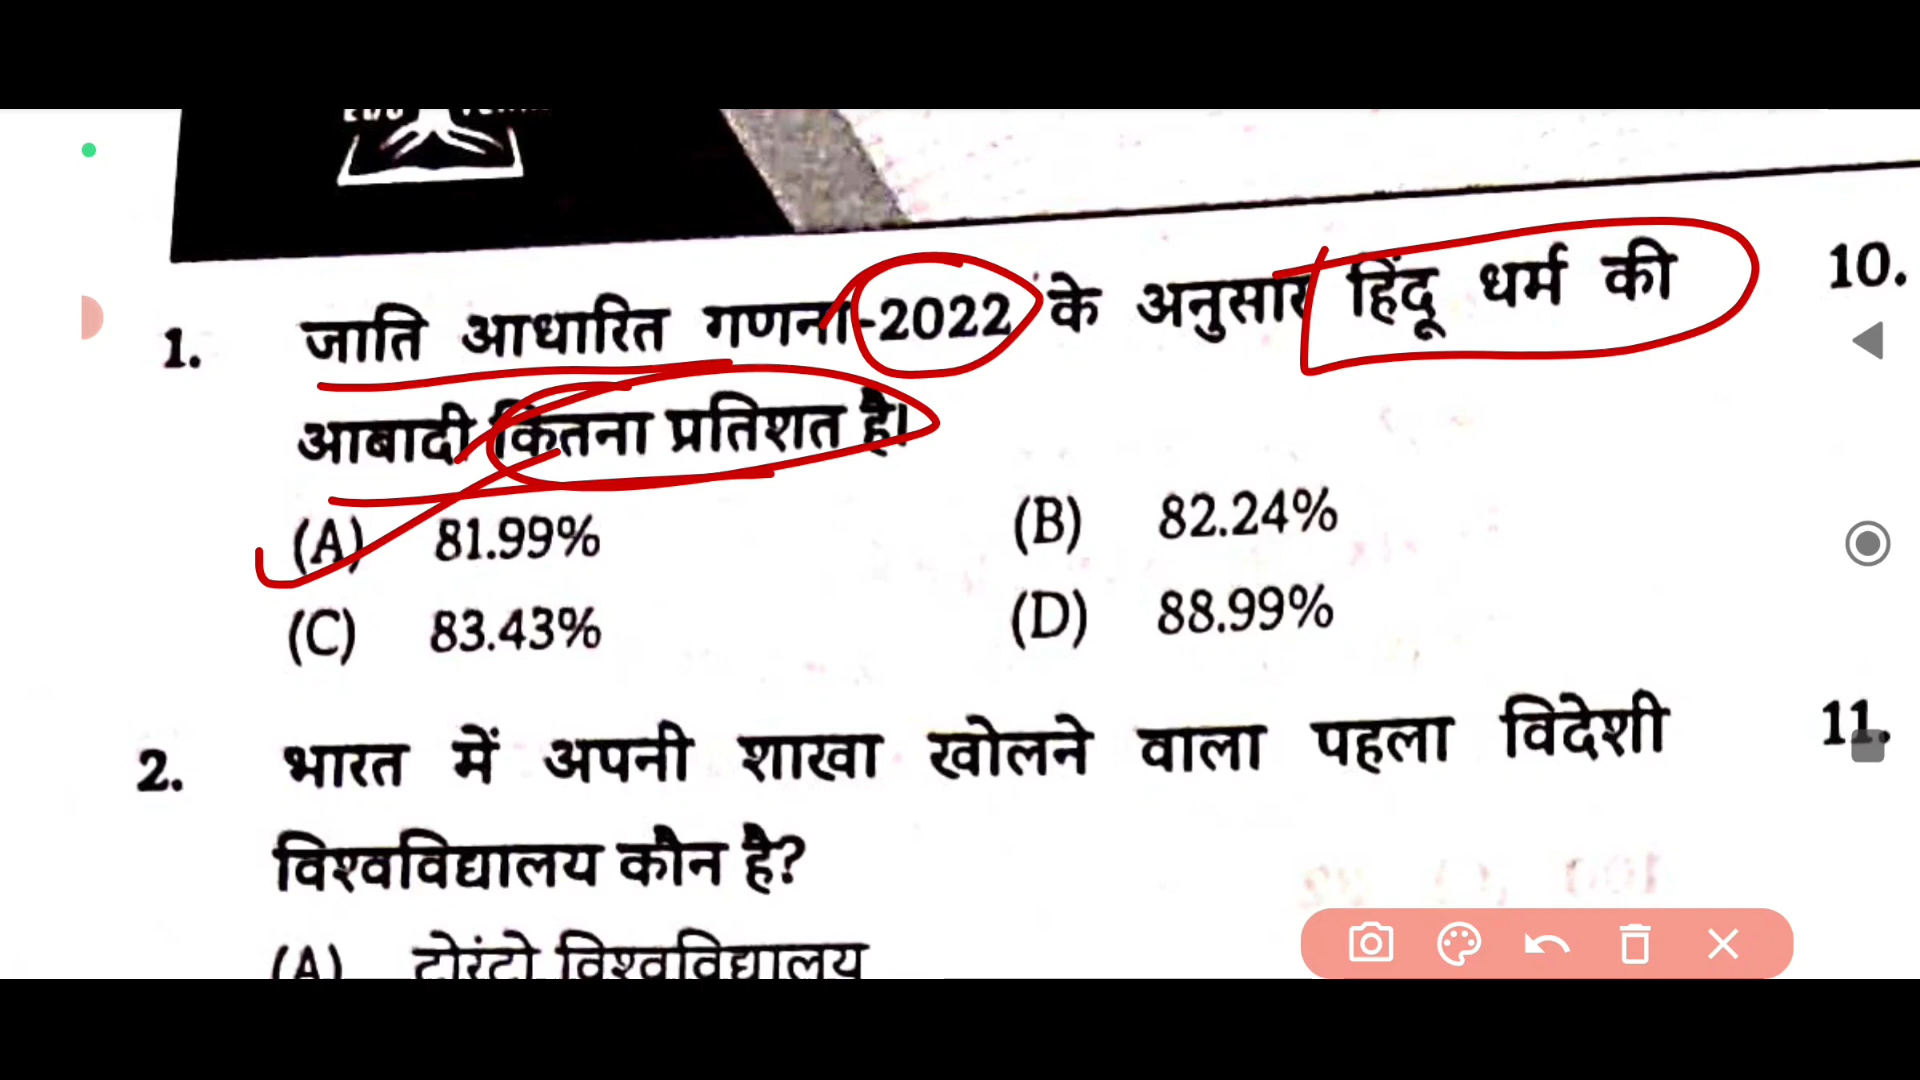 1. जाति आधारित गणना-2022 के अनुसार हिंदू धर्म की
आबादी कितना प्रतिशत है।
(A) 81.99% (B) 82.24%
(C) 83.43% (D) 88.99%
2. भारत में अपनी शाखा खोलने वाला पहला विदेशी
विश्वविद्यालय कौन है?
(A) टोरंटो विश्वविद्यालय
10.
11.